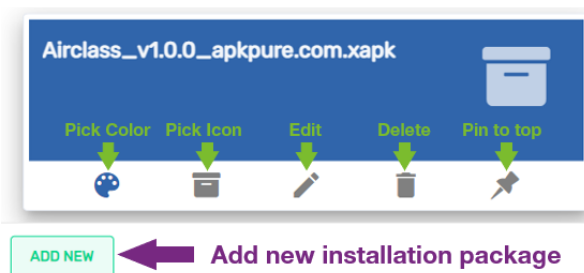 Airclass_v1.0.0_apkpure.com.xapk
Pick Color Pick Icon Edit Delete Pin to top
ADD NEW Add new installation package